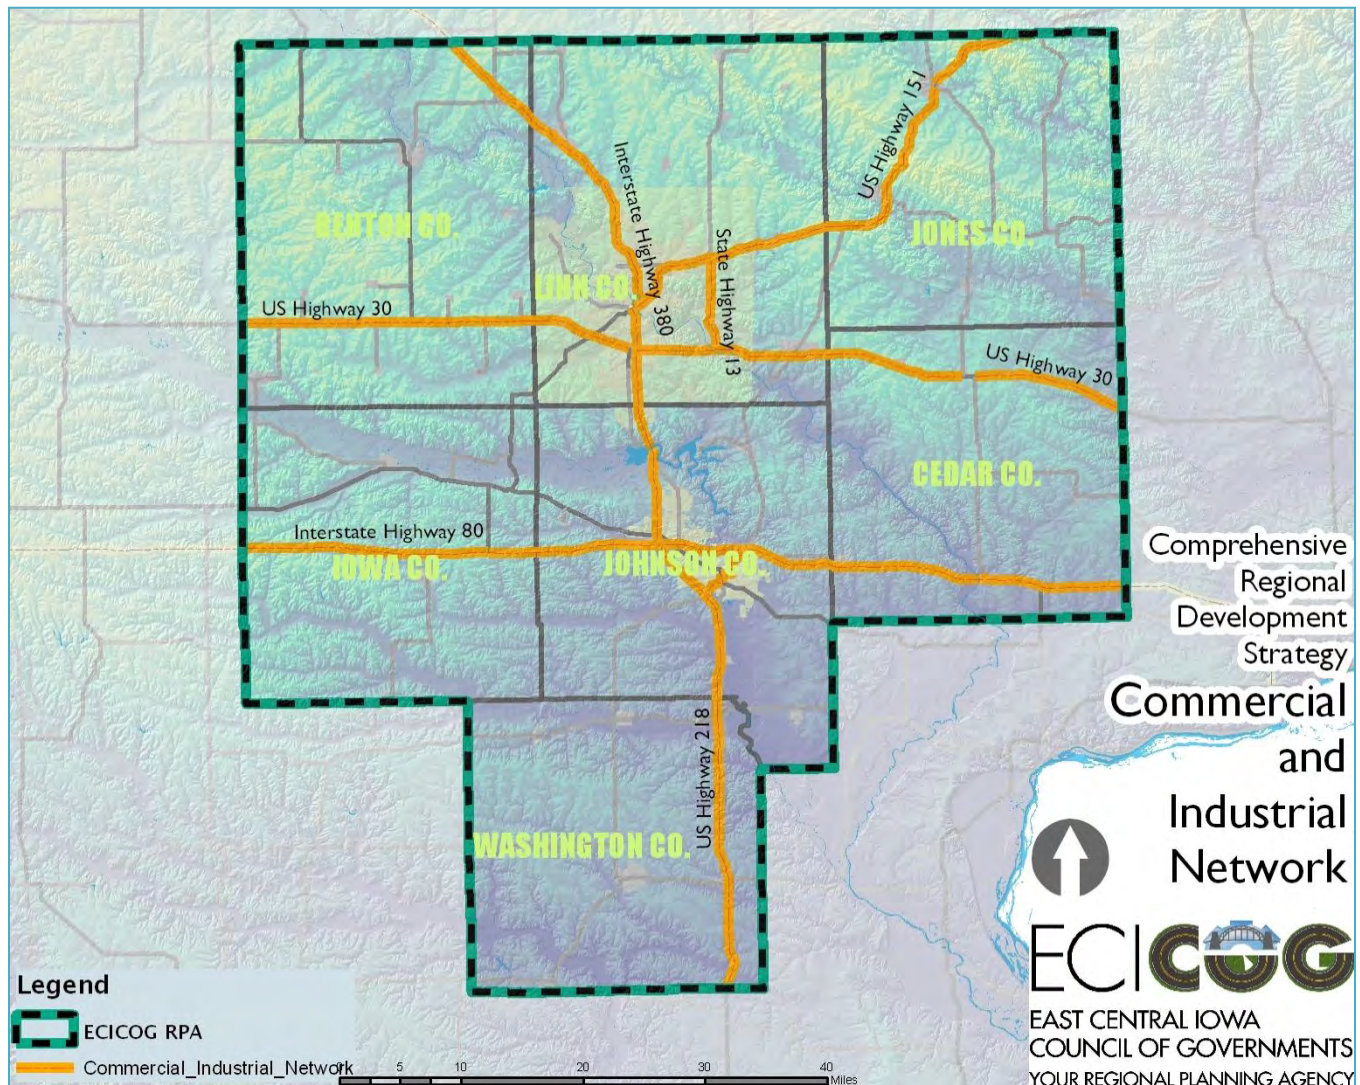 US Highway 151
Interstate Highway 380
BENTON CO.
JONES CO.
State Highway 13
LINN CO.
US Highway 30
US Highway 30
CEDAR CO.
Interstate Highway 80
IOWA CO.
JOHNSON CO.
US Highway 218
WASHINGTON CO.
Comprehensive
Regional
Development
Strategy
Commercial
and
Industrial
Network
ECICOG
EAST CENTRAL IOWA
COUNCIL OF GOVERNMENTS
YOUR REGIONAL PLANNING AGENCY
Legend
ECICOG RPA
Commercial_Industrial_Network
0 5 10 20 30 40
Miles